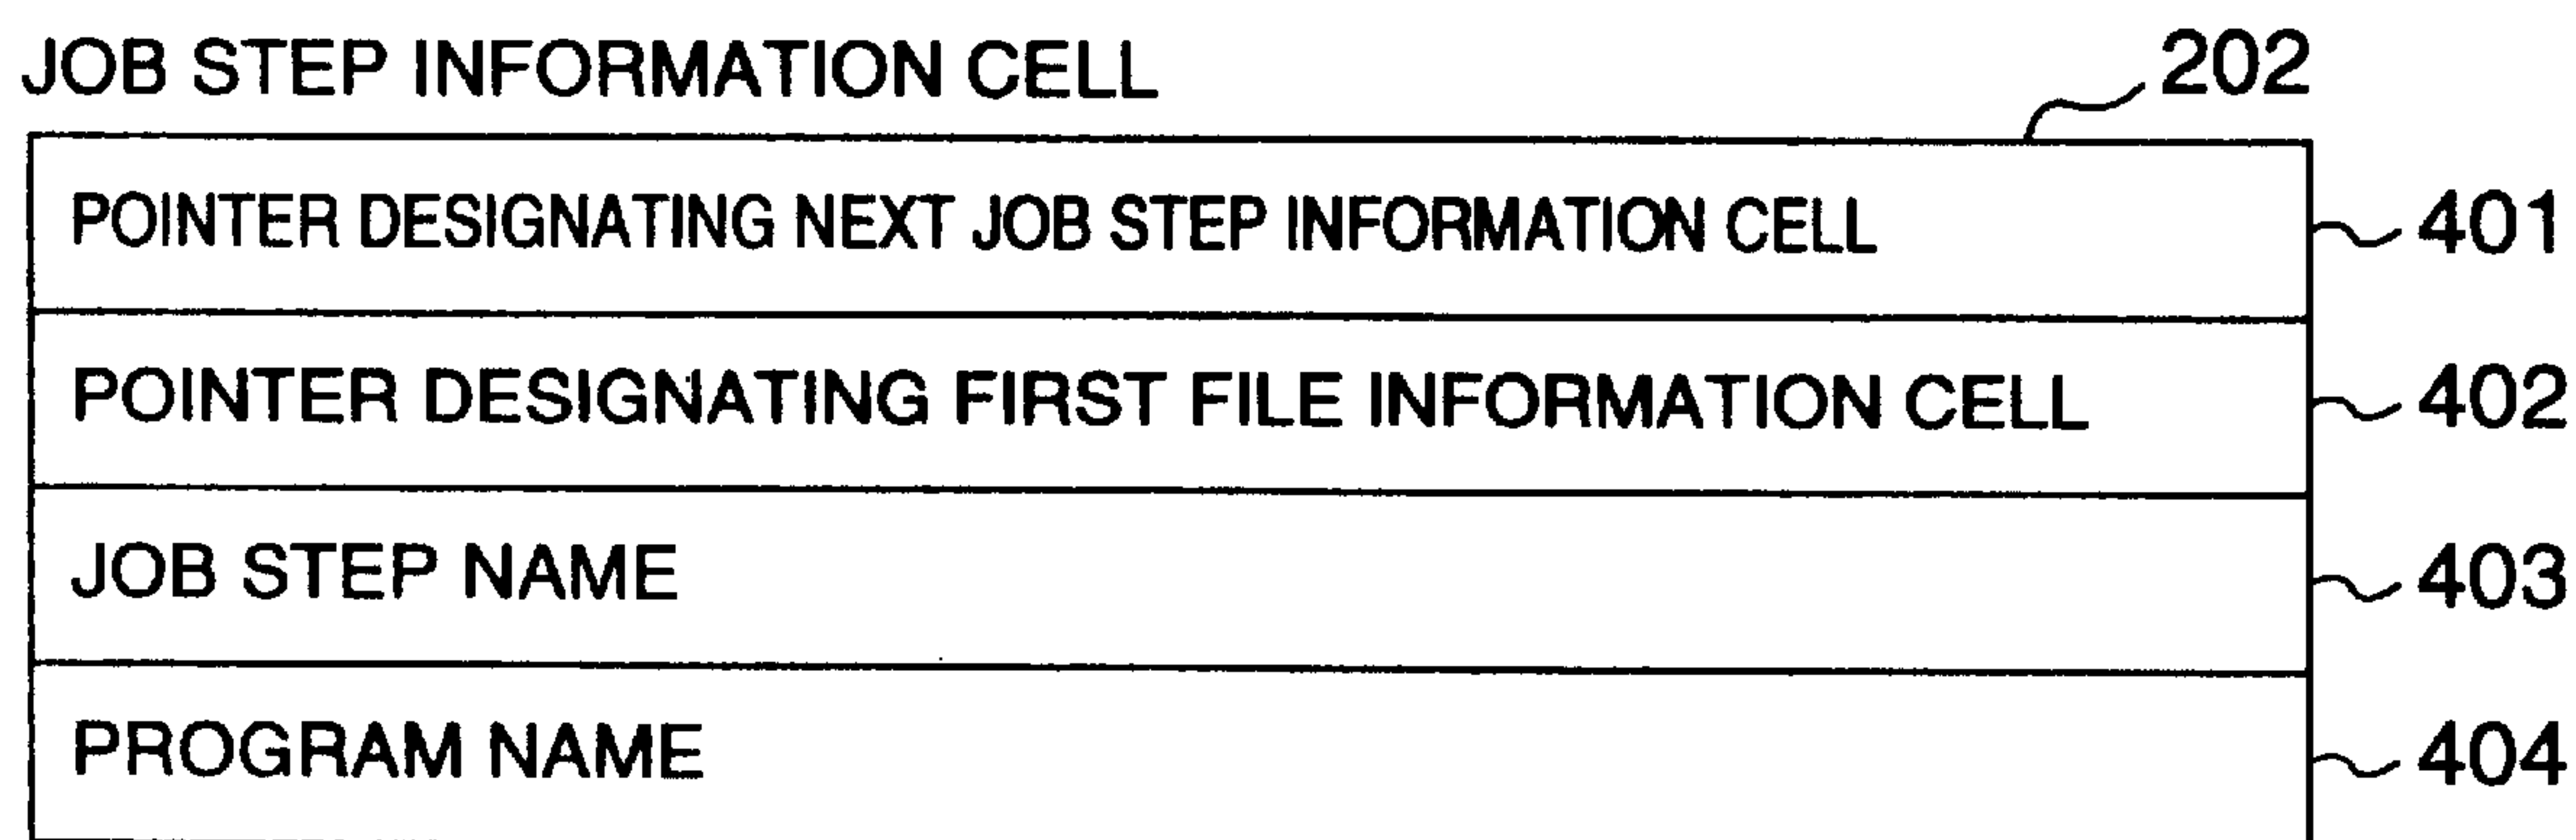 JOB STEP INFORMATION CELL 202
POINTER DESIGNATING NEXT JOB STEP INFORMATION CELL 401
POINTER DESIGNATING FIRST FILE INFORMATION CELL 402
JOB STEP NAME 403
PROGRAM NAME 404